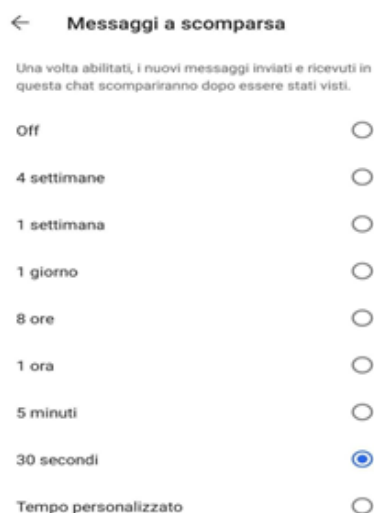 Messaggi a scomparsa
Una volta abilitati, i nuovi messaggi inviati e ricevuti in
questa chat scompariranno dopo essere stati visti.
Off
4 settimane
1 settimana
1 giorno
8 ore
1 ora
5 minuti
30 secondi
Tempo personalizzato